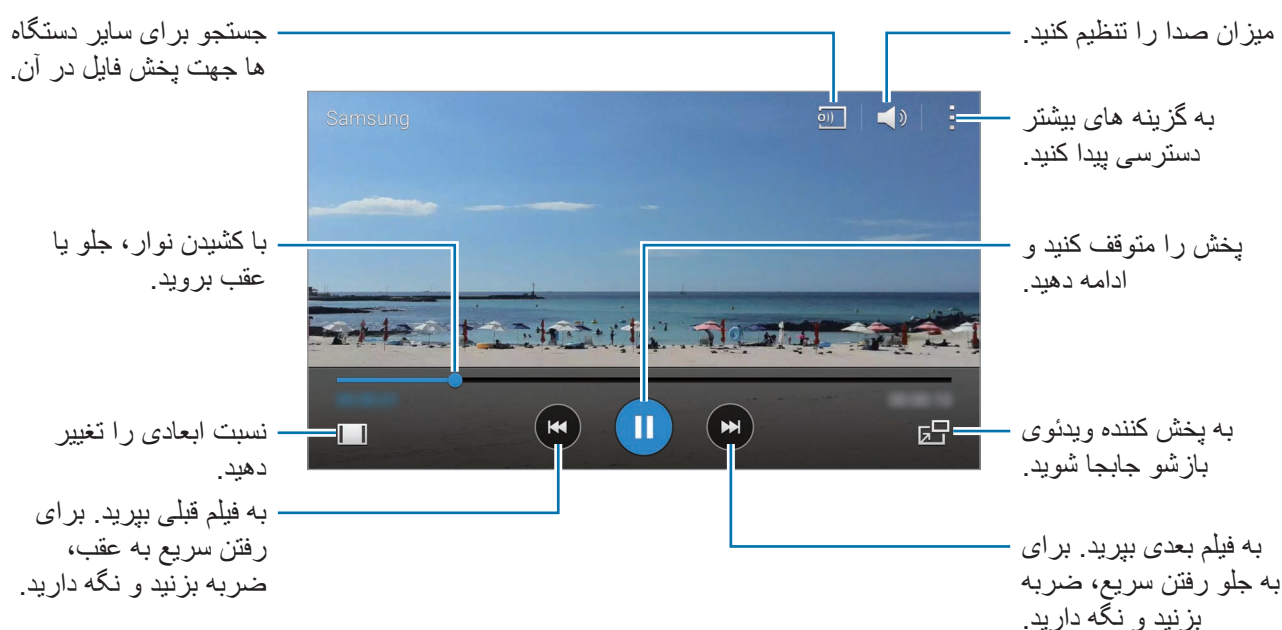 جستجو برای سایر دستگاه
ها جهت پخش فایل در آن.
میزان صدا را تنظیم کنید.
Samsung
به گزینه های بیشتر
دسترسی پیدا کنید.
با کشیدن نوار، جلو یا
عقب بروید.
پخش را متوقف کنید و
ادامه دهید.
نسبت ابعادی را تغییر
دهید.
به پخش کننده ویدئوی
بازشو جابجا شوید.
به فیلم قبلی بپرید. برای
رفتن سریع به عقب،
ضربه بزنید و نگه دارید.
به فیلم بعدی بپرید. برای
به جلو رفتن سریع، ضربه
بزنید و نگه دارید.